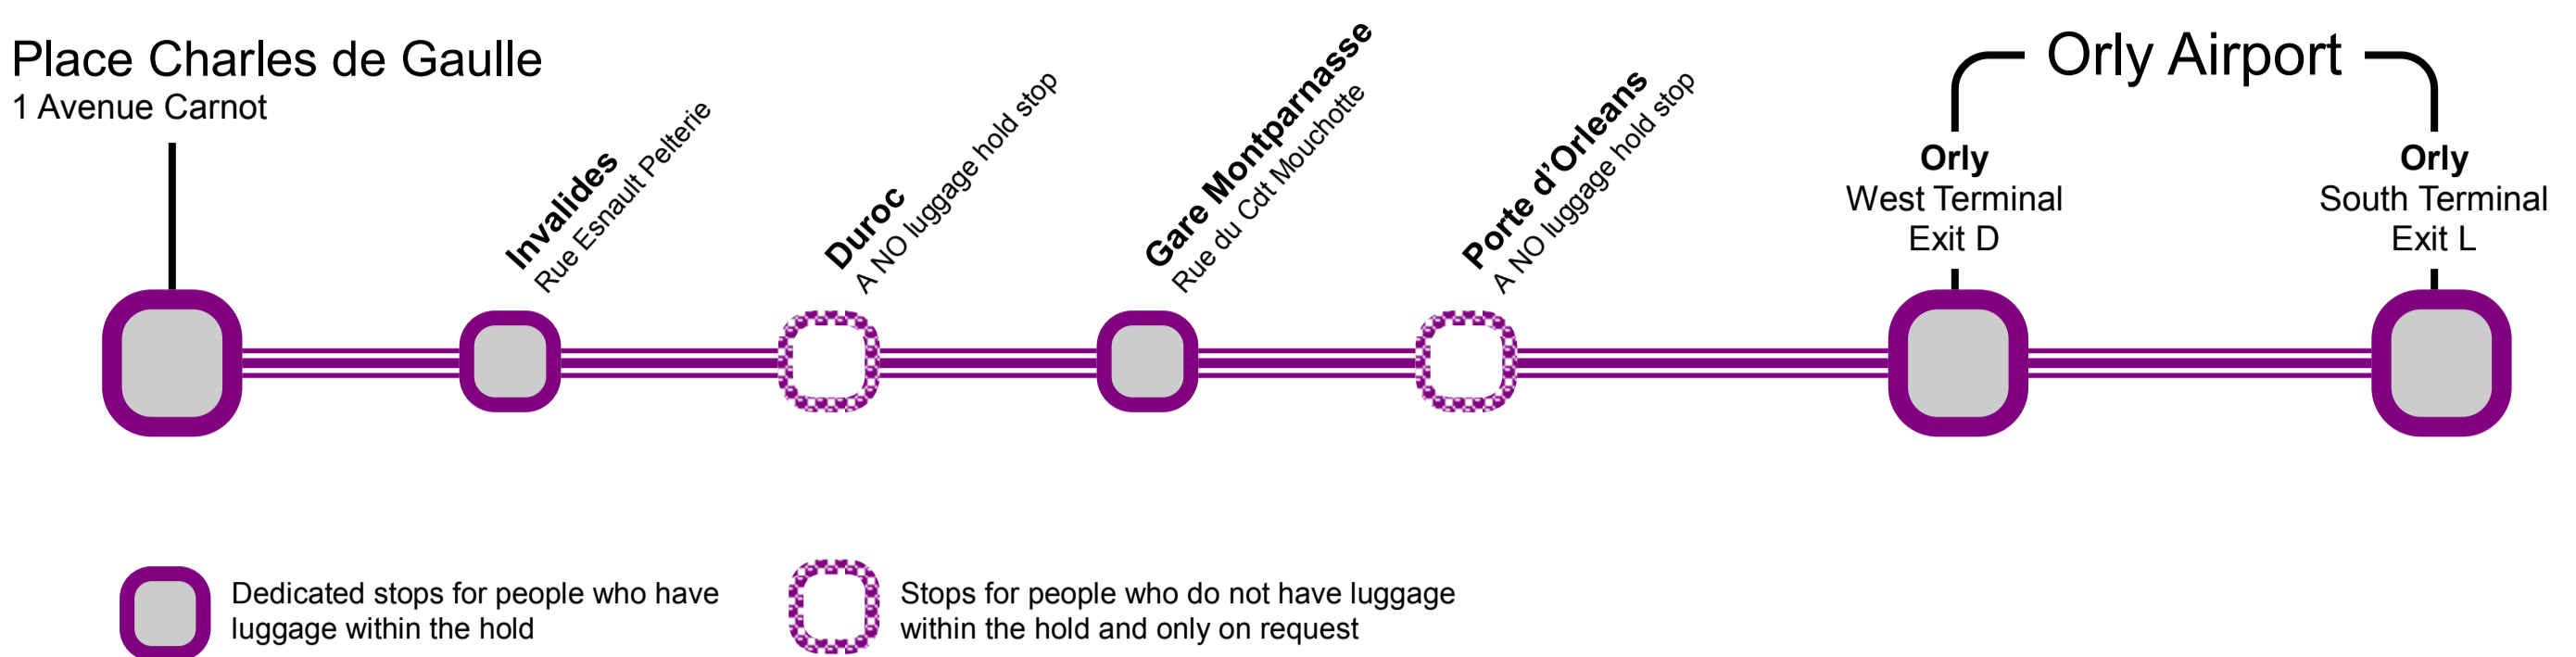 Place Charles de Gaulle
1 Avenue Carnot
Invalides
Rue Esnault Pelterie
Duroc
A NO luggage hold stop
Gare Montparnasse
Rue du Cdt Mouchotte
Porte d'Orleans
A NO luggage hold stop
Orly Airport
Orly
West Terminal
Exit D
Orly
South Terminal
Exit L
Dedicated stops for people who have
luggage within the hold
Stops for people who do not have luggage
within the hold and only on request